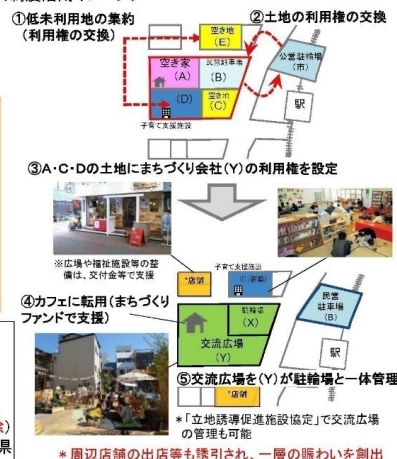 ①低未利用地の集約
(利用権の交換)
②土地の利用権の交換
空き地
(E)
空き家
(A)
民営駐車場
(B)
公営駐輪場
(市)
(D)
空き地
(C)
駅
子育て支援施設
③A・C・Dの土地にまちづくり会社(Y)の利用権を設定
※広場や福祉施設等の整
備は、交付金等で支援
子育て支援施設
*店舗
④カフェに転用(まちづくり
ファンドで支援)
駐輪場
(X)
民営
駐車場
(B)
交流広場
(Y)
駅
⑤交流広場を(Y)が駐輪場と一体管理
*店舗
*「立地誘導促進施設協定」で交流広場
の管理も可能
)
県
*周辺店舗の出店等も誘引され、一層の賑わいを創出